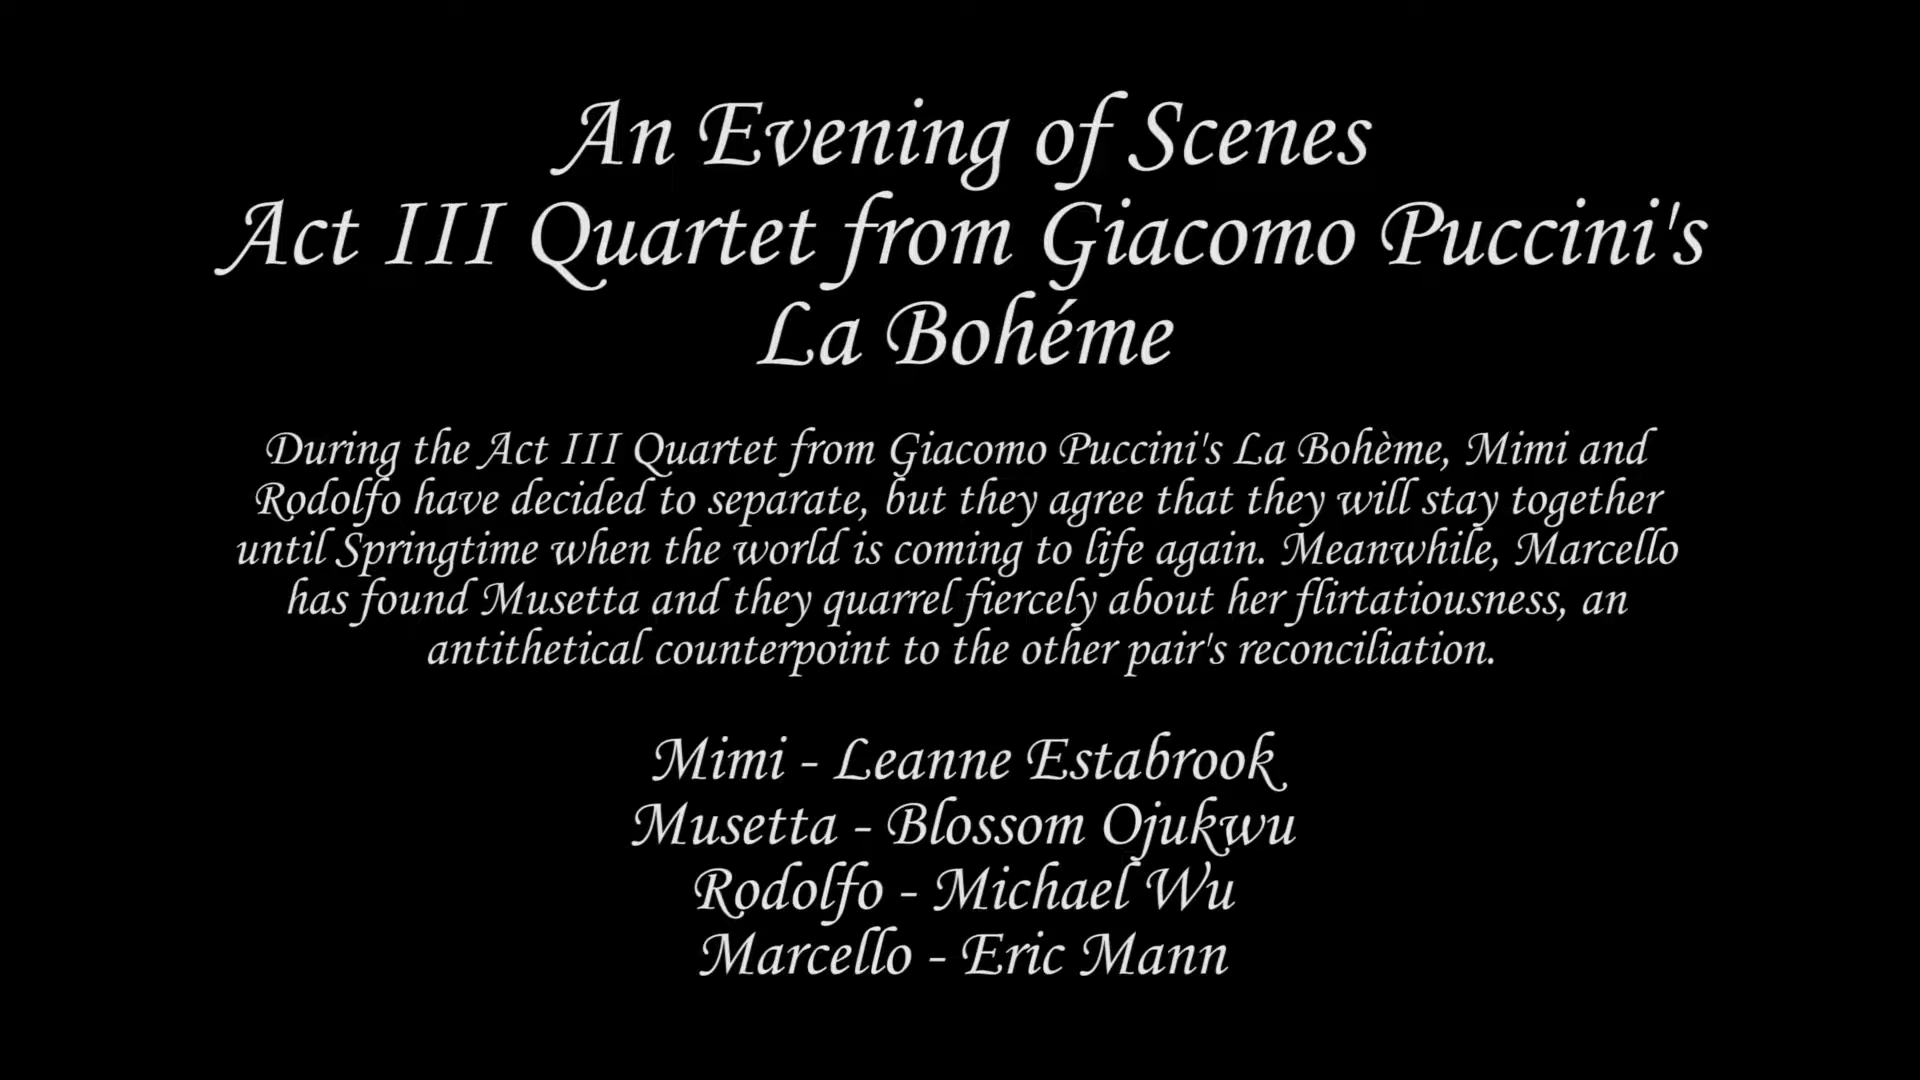 An Evening of Scenes
Act III Quartet from Giacomo Puccini's
La Bohéme
During the Act III Quartet from Giacomo Puccini's La Bohème, Mimi and
Rodolfo have decided to separate, but they agree that they will stay together
until Springtime when the world is coming to life again. Meanwhile, Marcello
has found Musetta and they quarrel fiercely about her flirtatiousness, an
antithetical counterpoint to the other pair's reconciliation.
Mimi - Leanne Estabrook
Musetta - Blossom Ojukwu
Rodolfo - Michael Wu
Marcello - Eric Mann